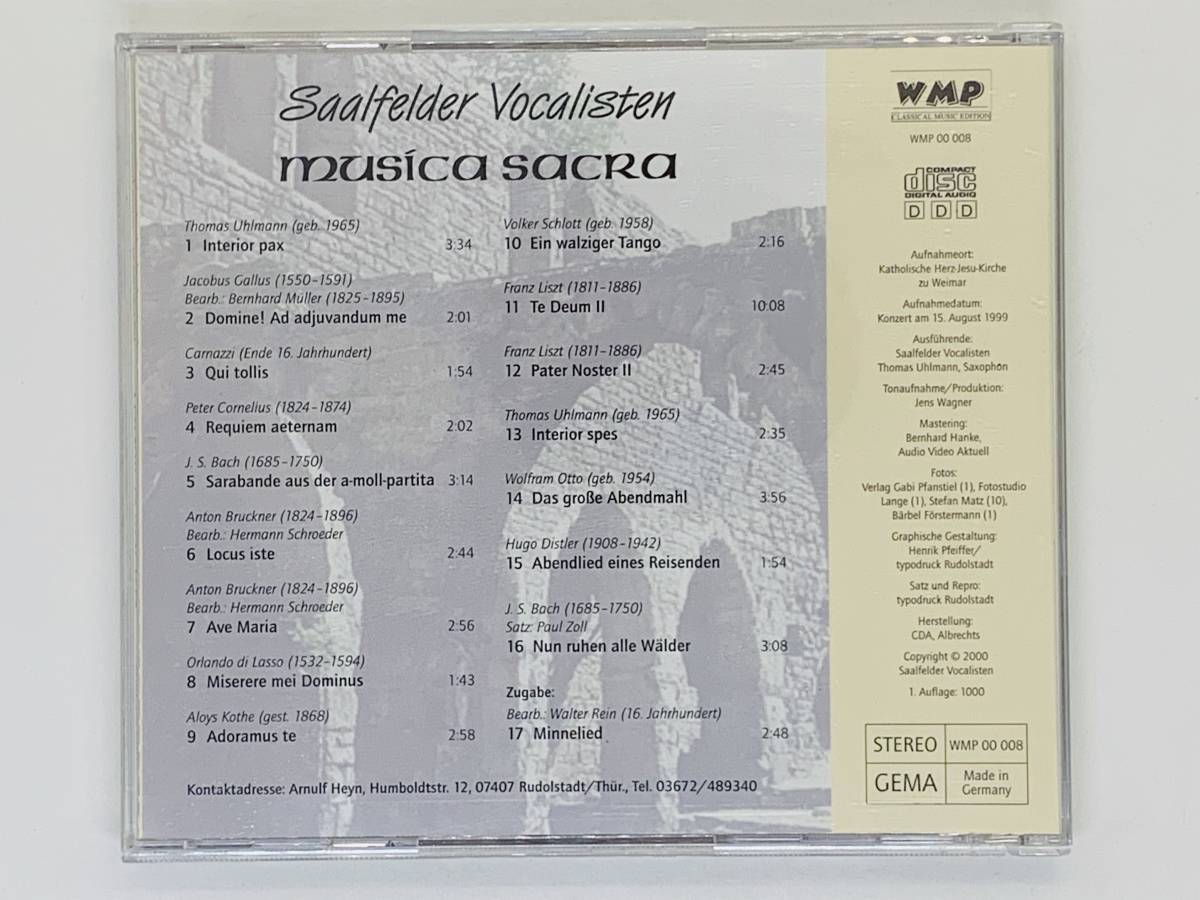 Saalfelder Vocalisten
musíca sacra
Thomas Uhlmann (geb. 1965)
1 Interior pax 3:34
Jacobus Gallus (1550–1591)
Bearb.: Bernhard Müller (1825-1895)
2 Domine! Ad adjuvandum me 2:01
Carnazzi (Ende 16. Jahrhundert)
3 Qui tollis 1:54
Peter Cornelius (1824-1874)
4 Requiem aeternam 2:02
J. S. Bach (1685-1750)
5 Sarabande aus der a-moll-partita 3:14
Anton Bruckner (1824-1896)
Bearb.: Hermann Schroeder
6 Locus iste 2:44
Anton Bruckner (1824-1896)
Bearb.: Hermann Schroeder
7 Ave Maria 2:56
Orlando di Lasso (1532-1594)
8 Miserere mei Dominus 1:43
Aloys Kothe (gest. 1868)
9 Adoramus te 2:58
Volker Schlott (geb. 1958)
10 Ein walziger Tango 2:16
Franz Liszt (1811-1886)
11 Te Deum II 10:08
Franz Liszt (1811-1886)
12 Pater Noster II 2:45
Thomas Uhlmann (geb. 1965)
13 Interior spes 2:35
Wolfram Otto (geb. 1954)
14 Das große Abendmahl 3:56
Hugo Distler (1908-1942)
15 Abendlied eines Reisenden 1:54
J. S. Bach (1685-1750)
Satz: Paul Zoll
16 Nun ruhen alle Wälder 3:08
Zugabe:
Bearb.: Walter Rein (16. Jahrhundert)
17 Minnelied 2:48
Kontaktadresse: Arnulf Heyn, Humboldtstr. 12, 07407 Rudolstadt/Thür., Tel. 03672/489340
WMP
CLASSICAL MUSIC EDITION
WMP 00 008
COMPACT
disc
DIGITAL AUDIO
D D D
Aufnahmeort:
Katholische Herz-Jesu-Kirche
zu Weimar
Aufnahmedatum:
Konzert am 15. August 1999
Ausführende:
Saalfelder Vocalisten
Thomas Uhlmann, Saxophon
Tonaufnahme/Produktion:
Jens Wagner
Mastering:
Bernhard Hanke,
Audio Video Aktuell
Fotos:
Verlag Gabi Pfanstiel (1), Fotostudio
Lange (1), Stefan Matz (10),
Bärbel Förstermann (1)
Graphische Gestaltung:
Henrik Pfeiffer/
typodruck Rudolstadt
Satz und Repro:
typodruck Rudolstadt
Herstellung:
CDA, Albrechts
Copyright © 2000
Saalfelder Vocalisten
1. Auflage: 1000
STEREO WMP 00 008
GEMA Made in
Germany